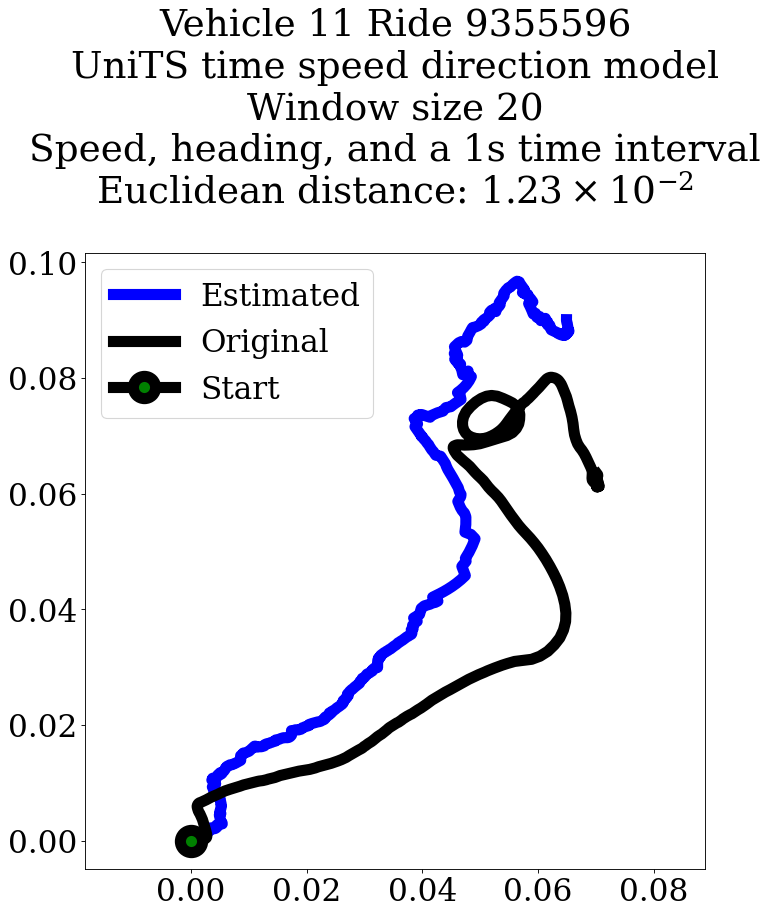 Vehicle 11 Ride 9355596
UniTS time speed direction model
Window size 20
Speed, heading, and a 1s time interval
Euclidean distance: 1.23 × 10⁻²
0.10
0.08
0.06
0.04
0.02
0.00
Estimated
Original
Start
0.00 0.02 0.04 0.06 0.08